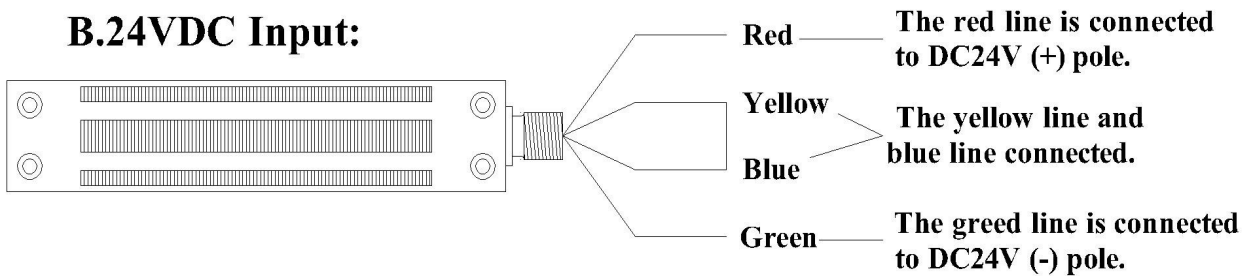 B.24VDC Input:
Red
The red line is connected
to DC24V (+) pole.
Yellow
Blue
The yellow line and
blue line connected.
Green
The greed line is connected
to DC24V (-) pole.